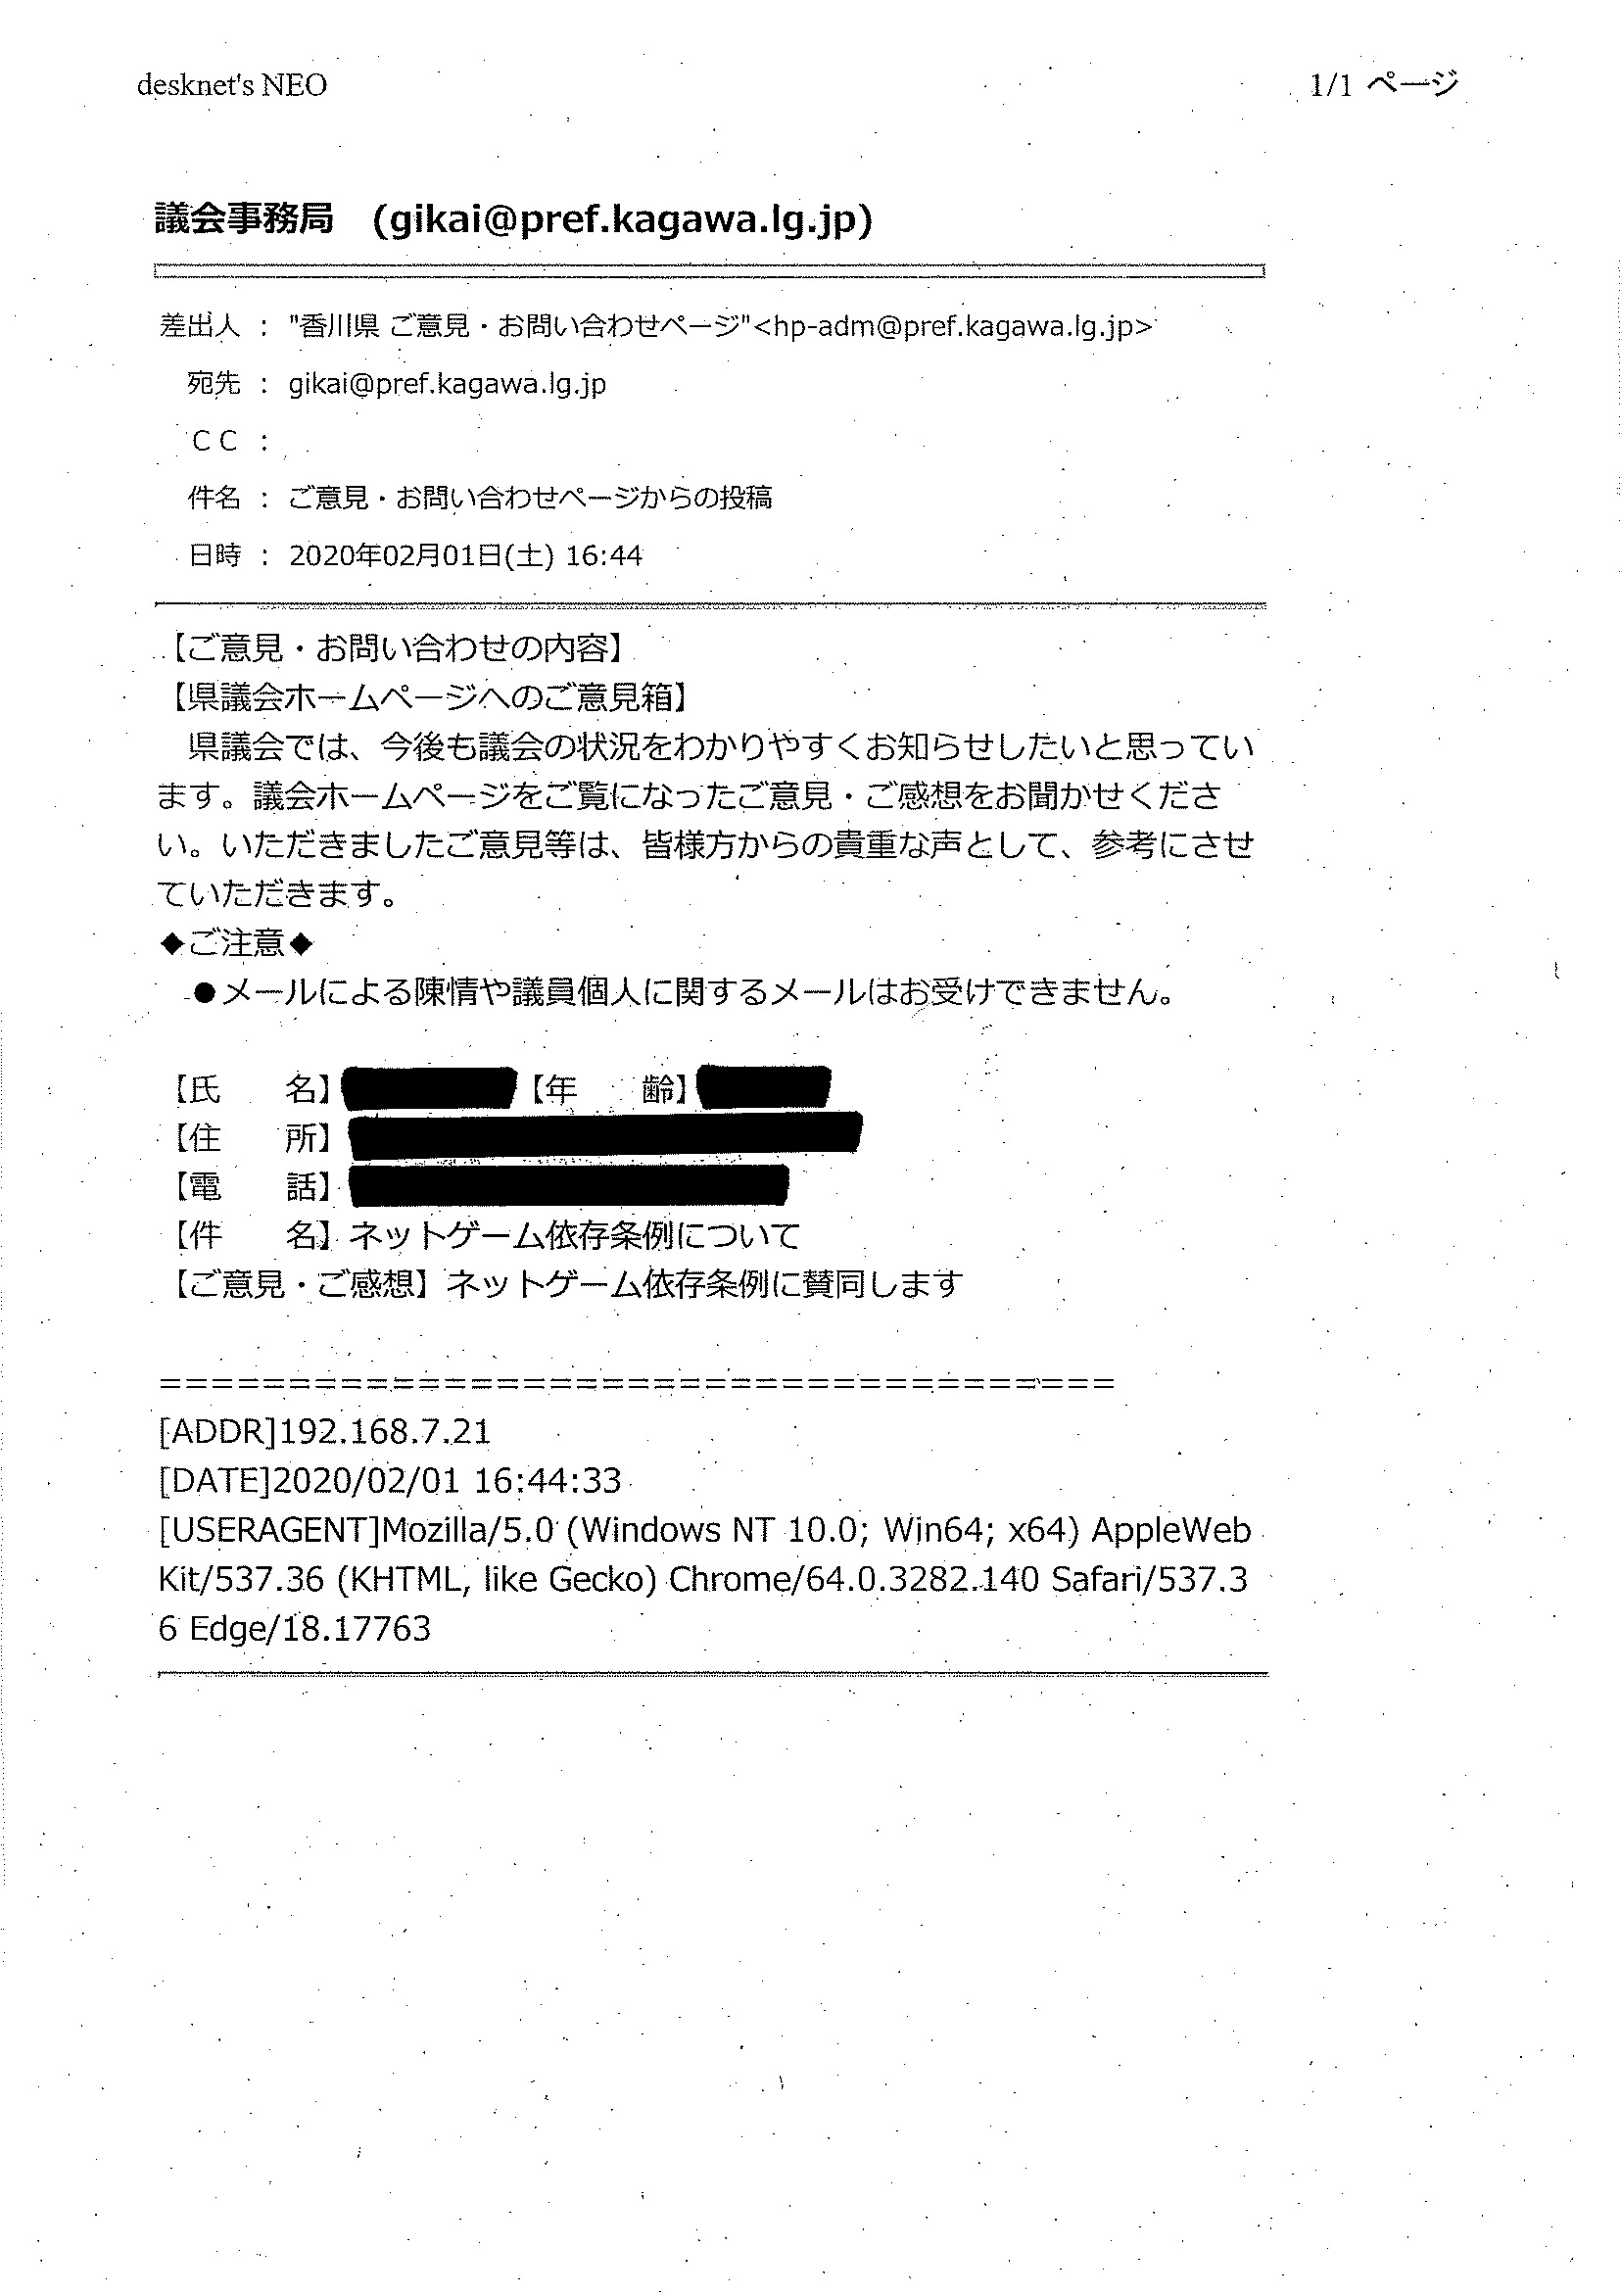 desknet's NEO
1/1 ページ
議会事務局　(gikai@pref.kagawa.lg.jp)
差出人 ： "香川県 ご意見・お問い合わせページ"<hp-adm@pref.kagawa.lg.jp>
宛先 ： gikai@pref.kagawa.lg.jp
ＣＣ ：
件名 ： ご意見・お問い合わせページからの投稿
日時 ： 2020年02月01日(土) 16:44
【ご意見・お問い合わせの内容】
【県議会ホームページへのご意見箱】
　県議会では、今後も議会の状況をわかりやすくお知らせしたいと思ってい
ます。議会ホームページをご覧になったご意見・ご感想をお聞かせくださ
い。いただきましたご意見等は、皆様方からの貴重な声として、参考にさせ
ていただきます。
◆ご注意◆
　●メールによる陳情や議員個人に関するメールはお受けできません。
【氏　　名】【年　　齢】
【住　　所】
【電　　話】
【件　　名】ネットゲーム依存条例について
【ご意見・ご感想】ネットゲーム依存条例に賛同します
=====================================
[ADDR]192.168.7.21
[DATE]2020/02/01 16:44:33
[USERAGENT]Mozilla/5.0 (Windows NT 10.0; Win64; x64) AppleWeb
Kit/537.36 (KHTML, like Gecko) Chrome/64.0.3282.140 Safari/537.3
6 Edge/18.17763